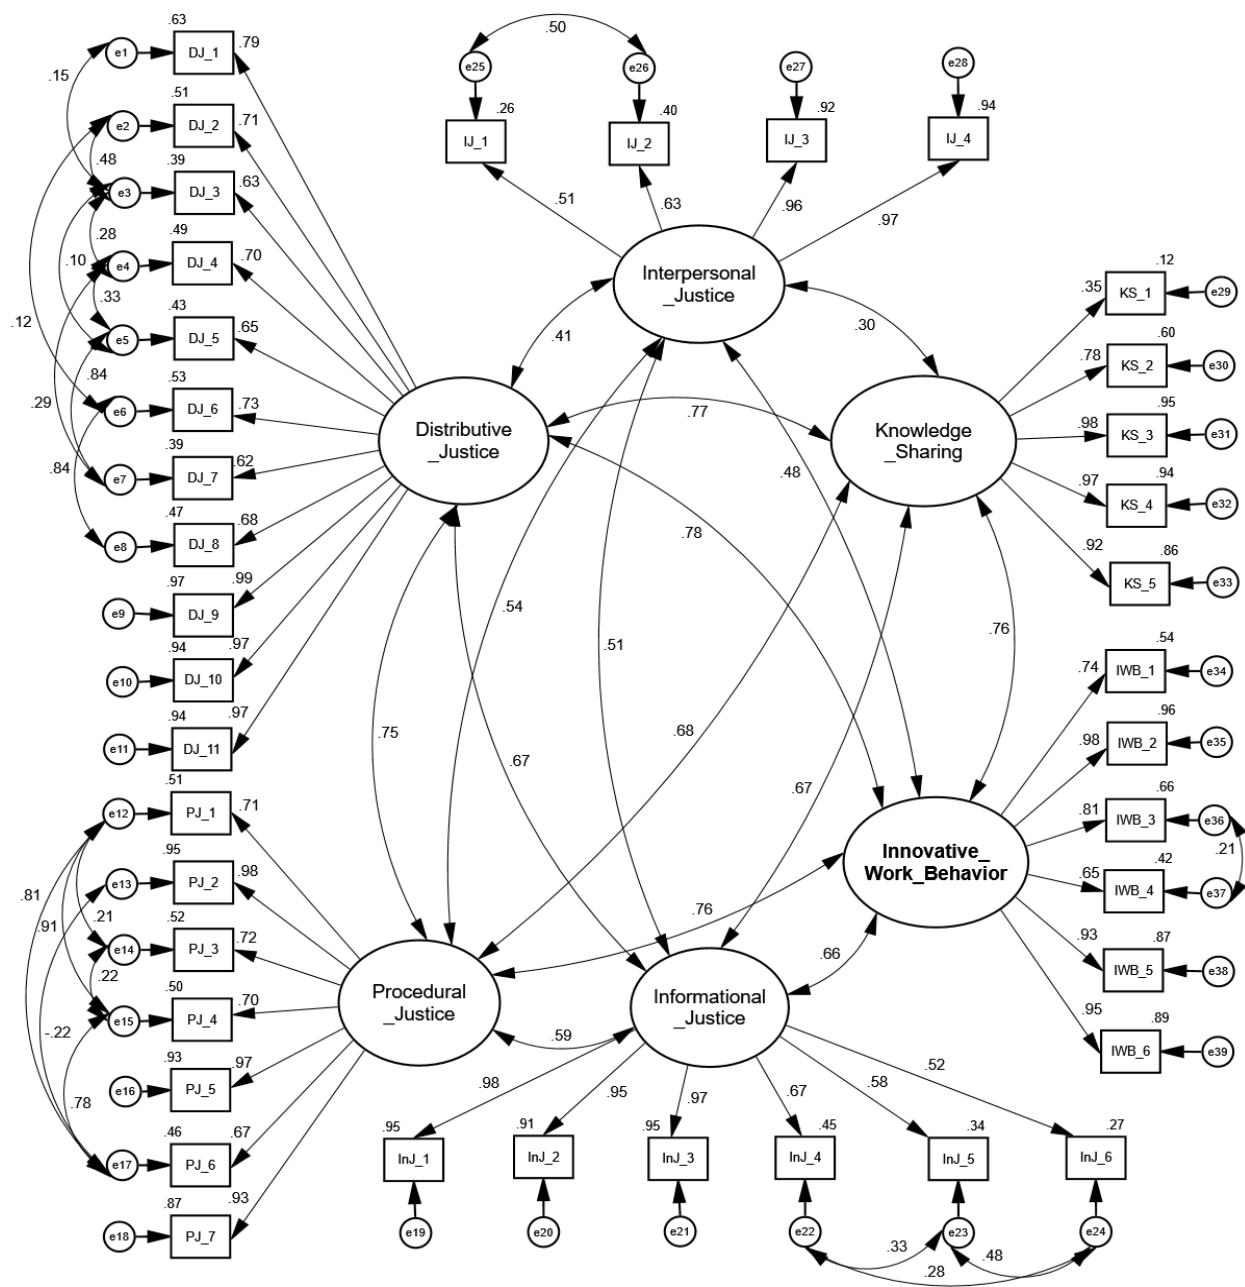 .63
e1
DJ_1
.79
.15
.51
e2
DJ_2
.71
.48
.39
e3
DJ_3
.63
.28
.49
.10
e4
DJ_4
.70
.33
.43
.12
e5
DJ_5
.65
.84
.53
.29
e6
DJ_6
.73
.39
.84
e7
DJ_7
.62
.47
e8
DJ_8
.68
.97
e9
DJ_9
.99
.94
e10
DJ_10
.97
.94
e11
DJ_11
.97
.50
e25
e26
e27
e28
.26
.40
.92
.94
IJ_1
IJ_2
IJ_3
IJ_4
.51
.63
.96
.97
Interpersonal
_Justice
.41
.30
Distributive
_Justice
.77
Knowledge
_Sharing
.48
.78
.12
.35
KS_1
e29
.60
.78
KS_2
e30
.95
.98
KS_3
e31
.94
.97
KS_4
e32
.86
.92
KS_5
e33
.54
.51
.76
.75
.67
.68
.67
.54
.74
IWB_1
e34
.96
.98
IWB_2
e35
.66
.81
IWB_3
e36
.21
.42
.65
IWB_4
e37
.87
.93
IWB_5
e38
.89
.95
IWB_6
e39
Innovative_
Work_Behavior
.76
.66
.51
e12
PJ_1
.71
.95
e13
PJ_2
.98
.81
.91
.21
.52
e14
PJ_3
.72
.22
.50
e15
PJ_4
.70
-.22
.93
e16
PJ_5
.97
.78
.46
e17
PJ_6
.67
.87
e18
PJ_7
.93
Procedural
_Justice
.59
Informational
_Justice
.98
.95
.97
.67
.58
.52
.95
.91
.95
.45
.34
.27
InJ_1
InJ_2
InJ_3
InJ_4
InJ_5
InJ_6
e19
e20
e21
e22
e23
e24
.33
.48
.28